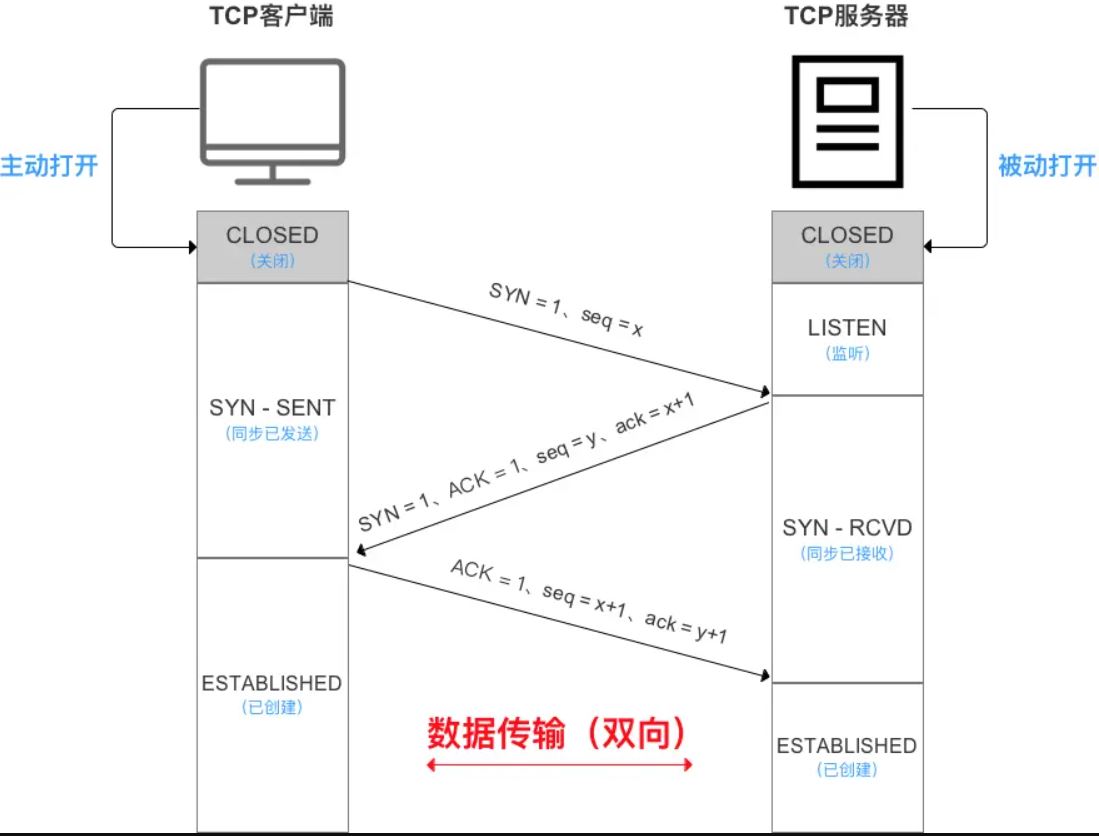 TCP客户端
TCP服务器
主动打开
被动打开
CLOSED
（关闭）
CLOSED
（关闭）
SYN = 1、seq = x
LISTEN
（监听）
SYN - SENT
（同步已发送）
SYN = 1、ACK = 1、seq = y、ack = x+1
SYN - RCVD
（同步已接收）
ACK = 1、seq = x+1、ack = y+1
ESTABLISHED
（已创建）
数据传输（双向）
ESTABLISHED
（已创建）